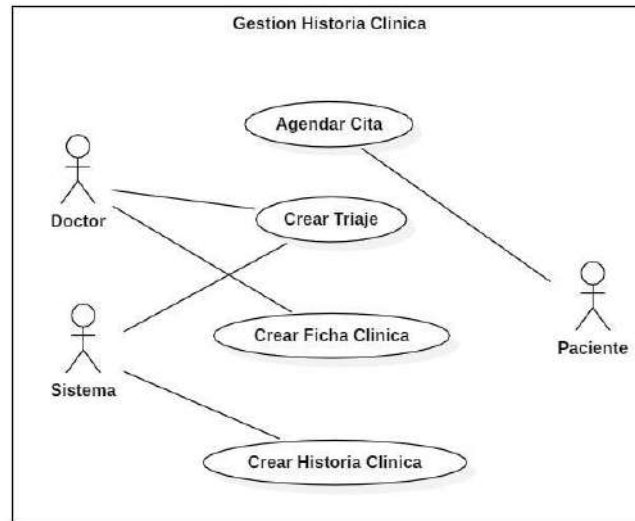 Gestion Historia Clinica
Agendar Cita
Doctor
Crear Triaje
Crear Ficha Clinica
Paciente
Sistema
Crear Historia Clinica